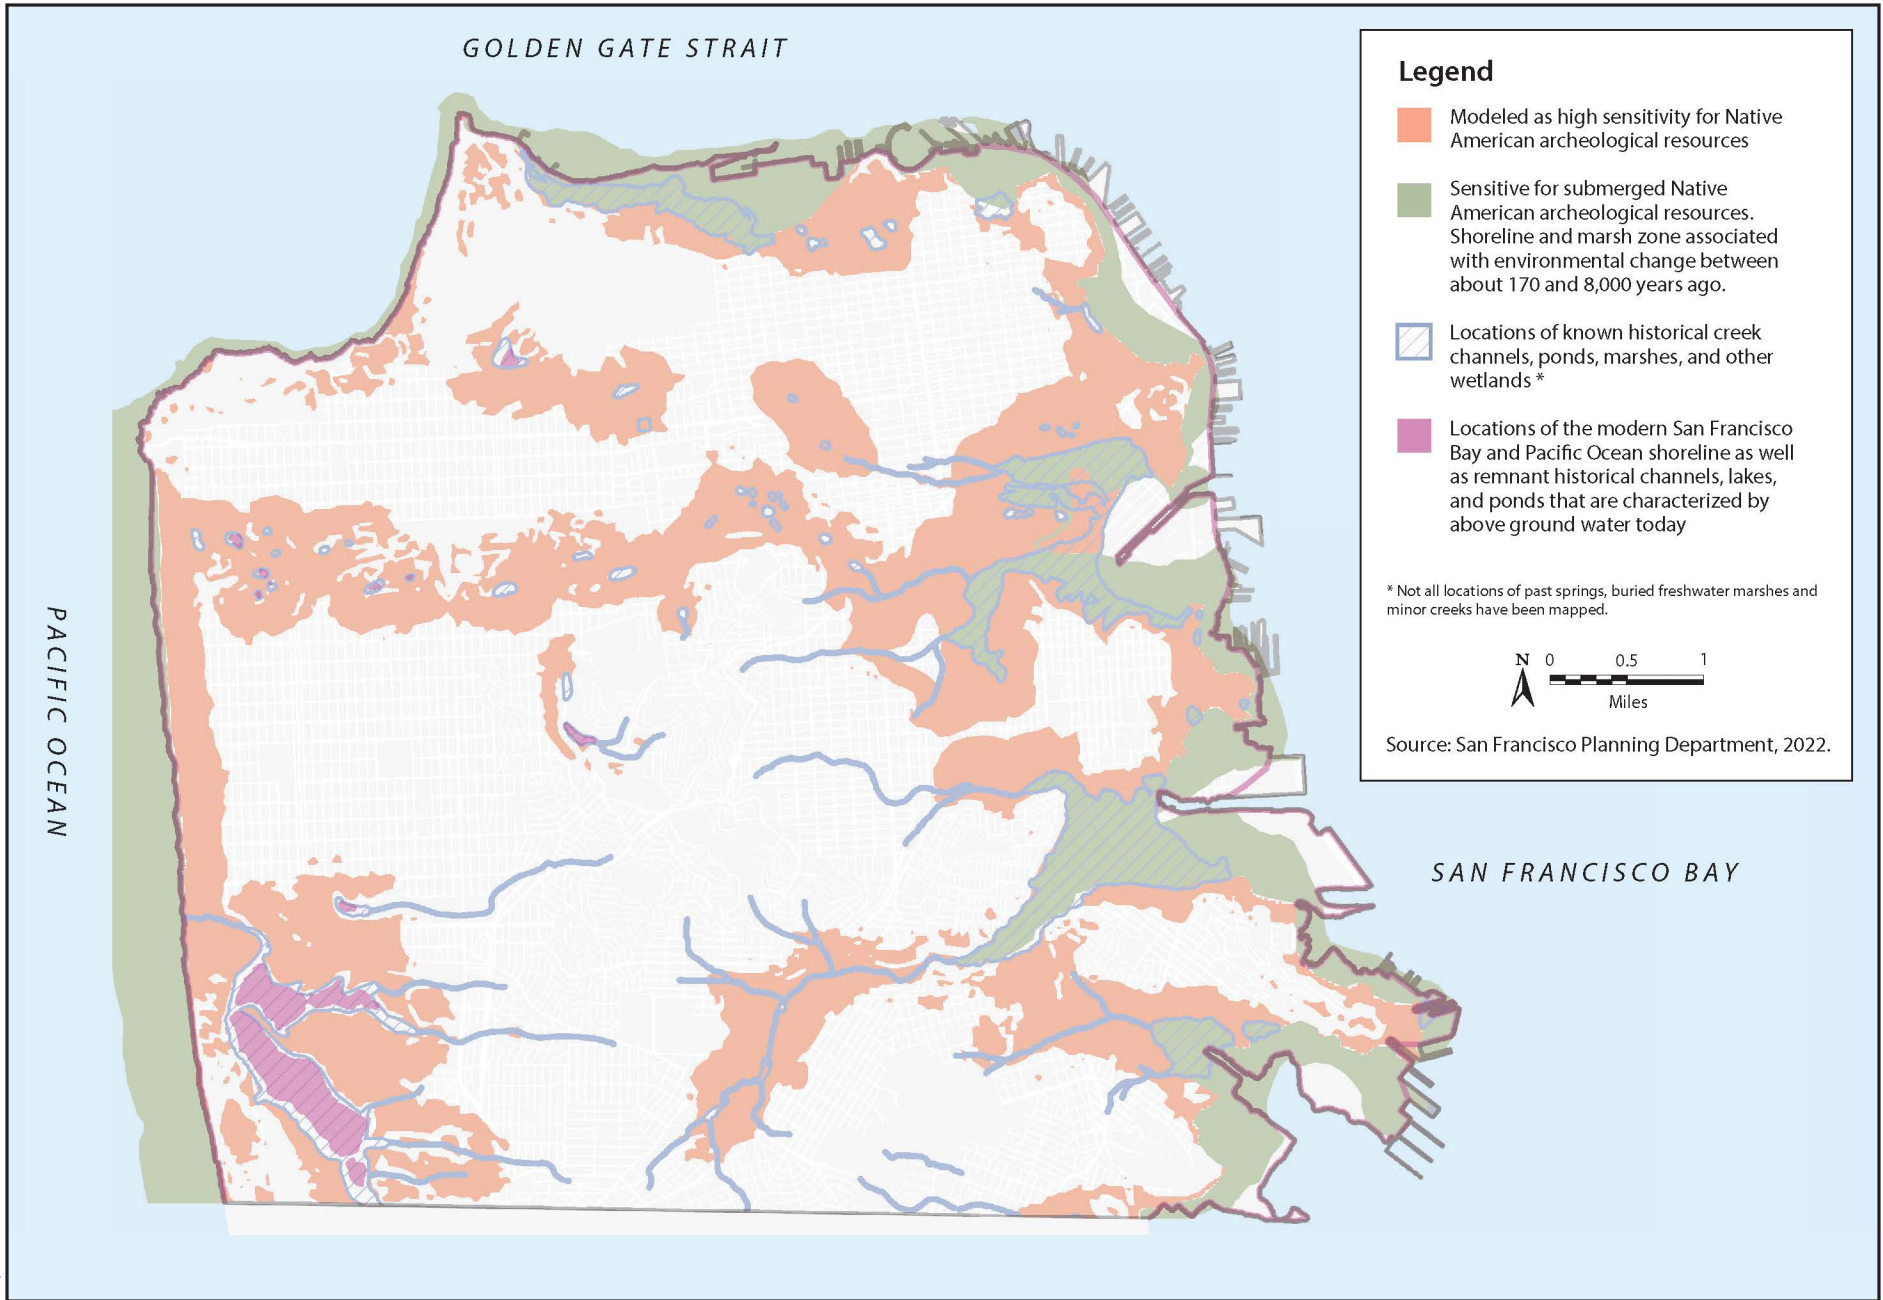 GOLDEN GATE STRAIT
Legend
Modeled as high sensitivity for Native
American archeological resources
Sensitive for submerged Native
American archeological resources.
Shoreline and marsh zone associated
with environmental change between
about 170 and 8,000 years ago.
Locations of known historical creek
channels, ponds, marshes, and other
wetlands *
Locations of the modern San Francisco
Bay and Pacific Ocean shoreline as well
as remnant historical channels, lakes,
and ponds that are characterized by
above ground water today
* Not all locations of past springs, buried freshwater marshes and
minor creeks have been mapped.
N 0 0.5 1
Miles
Source: San Francisco Planning Department, 2022.
PACIFIC OCEAN
SAN FRANCISCO BAY